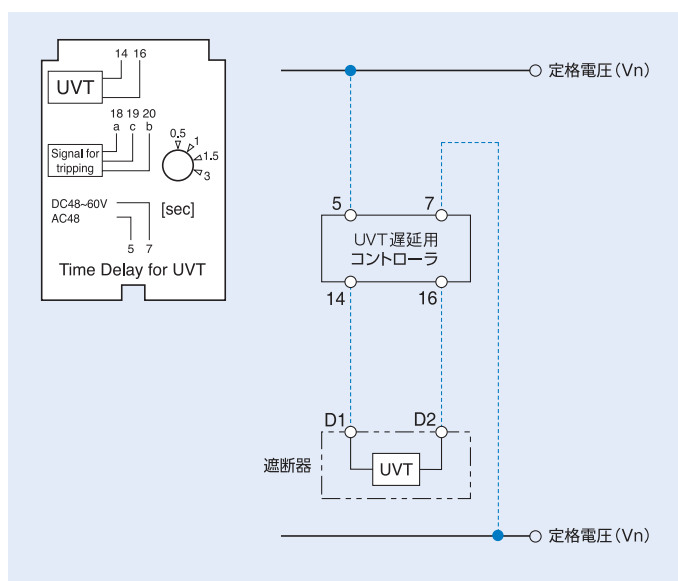 14 16
UVT
18 19 20
a c b
Signal for
tripping
0.5
1
1.5
3
DC48~60V
AC48
[sec]
5 7
Time Delay for UVT
定格電圧(Vn)
5 7
UVT遅延用
コントローラ
14 16
D1 D2
遮断器
UVT
定格電圧(Vn)